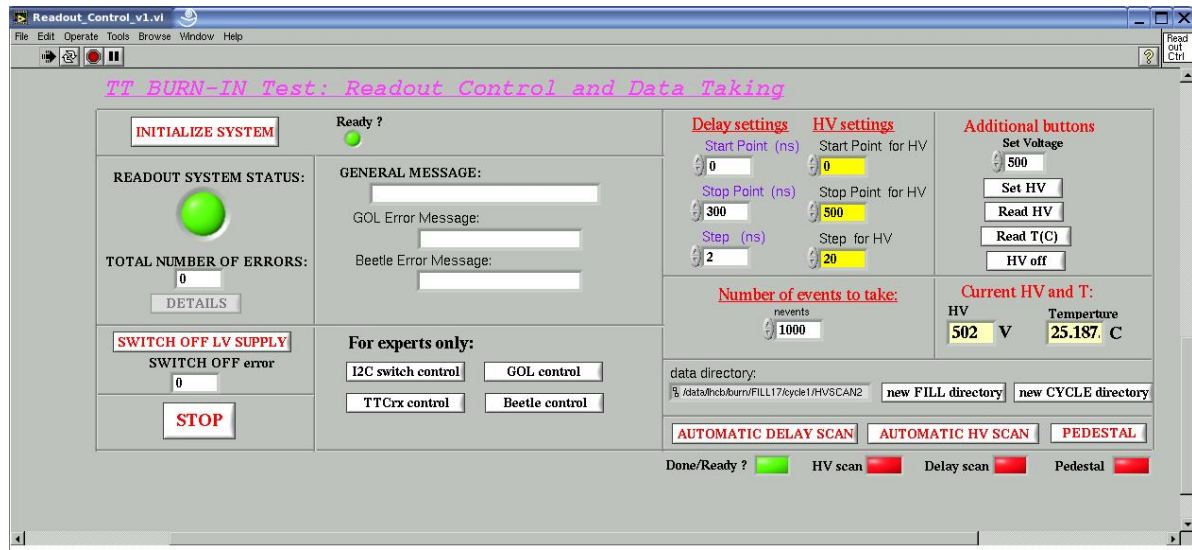 Readout_Control_v1.vi
File Edit Operate Tools Browse Window Help
Read
out
Ctrl
TT BURN-IN Test: Readout Control and Data Taking
INITIALIZE SYSTEM
Ready ?
READOUT SYSTEM STATUS:
TOTAL NUMBER OF ERRORS:
0
DETAILS
GENERAL MESSAGE:
GOL Error Message:
Beetle Error Message:
SWITCH OFF LV SUPPLY
SWITCH OFF error
0
STOP
For experts only:
I2C switch control
GOL control
TTCrx control
Beetle control
Delay settings
HV settings
Start Point (ns)
Start Point for HV
0
0
Stop Point (ns)
Stop Point for HV
300
500
Step (ns)
Step for HV
2
20
Additional buttons
Set Voltage
500
Set HV
Read HV
Read T(C)
HV off
Number of events to take:
nevents
1000
Current HV and T:
HV
Temperture
502 V
25.187. C
data directory:
/data/lhcb/burn/FILL17/cycle1/HVSCAN2
new FILL directory
new CYCLE directory
AUTOMATIC DELAY SCAN
AUTOMATIC HV SCAN
PEDESTAL
Done/Ready ?
HV scan
Delay scan
Pedestal